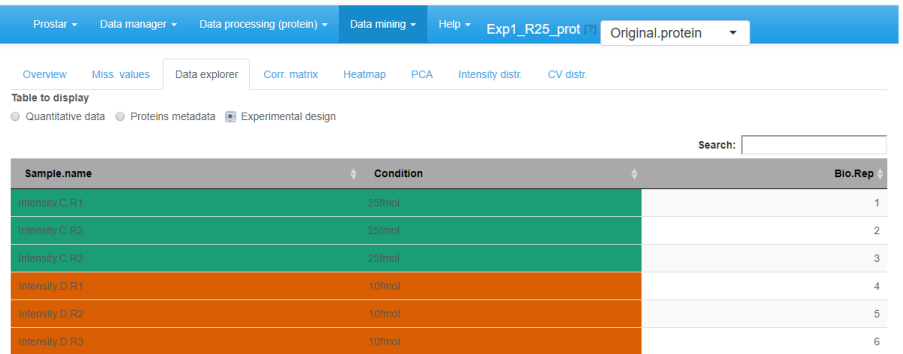 Prostar Data manager Data processing (protein) Data mining Help Exp1_R25_prot [?] Original.protein
Overview Miss. values Data explorer Corr. matrix Heatmap PCA Intensity distr. CV distr.
Table to display
Quantitative data Proteins metadata Experimental design
Search:
Sample.name Condition Bio.Rep
Intensity.C.R1 25fmol 1
Intensity.C.R2 25fmol 2
Intensity.C.R3 25fmol 3
Intensity.D.R1 10fmol 4
Intensity.D.R2 10fmol 5
Intensity.D.R3 10fmol 6